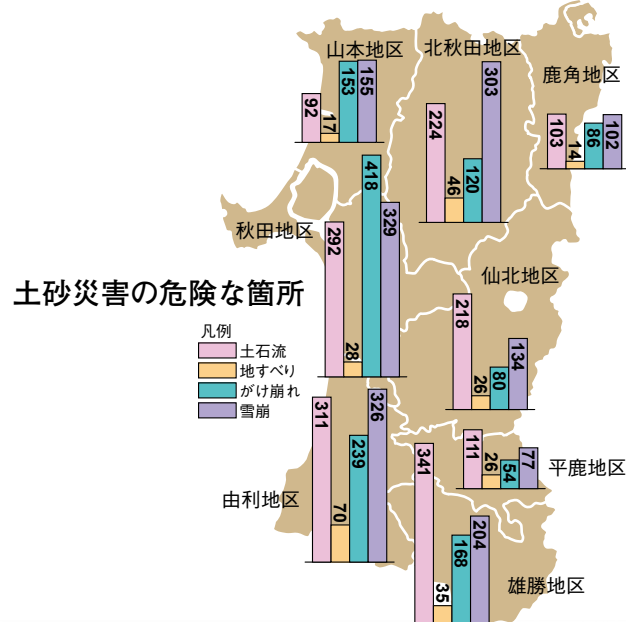 山本地区
92
17
153
155
北秋田地区
224
46
120
303
鹿角地区
103
14
86
102
秋田地区
292
28
418
329
土砂災害の危険な箇所
凡例
土石流
地すべり
がけ崩れ
雪崩
仙北地区
218
26
80
134
由利地区
311
70
239
326
平鹿地区
111
26
54
77
雄勝地区
341
35
168
204